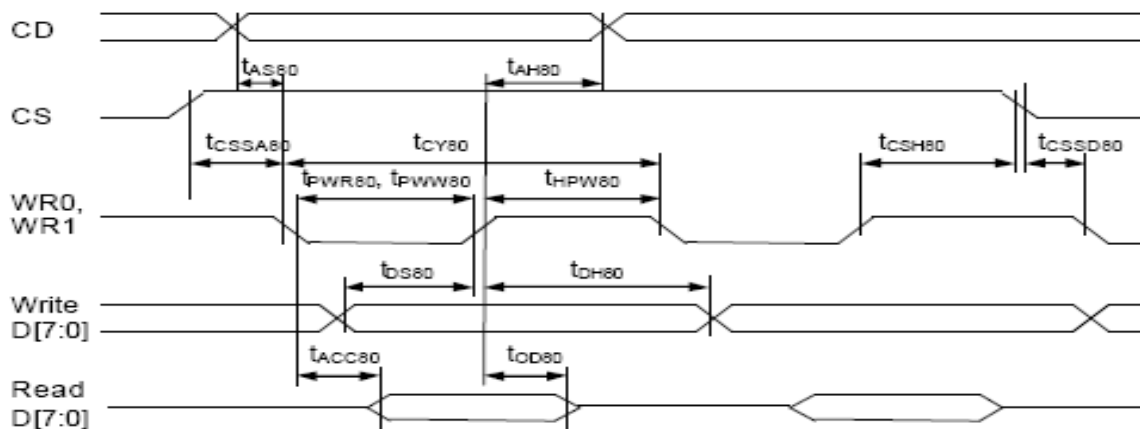 CD
tAS80
tAH80
CS
tCSSA80
tCY80
tCSH80
tCSSD80
tPWR80, tPWW80
tHPW80
WR0,
WR1
tDS80
tDH80
Write
D[7:0]
tACC80
tOD80
Read
D[7:0]